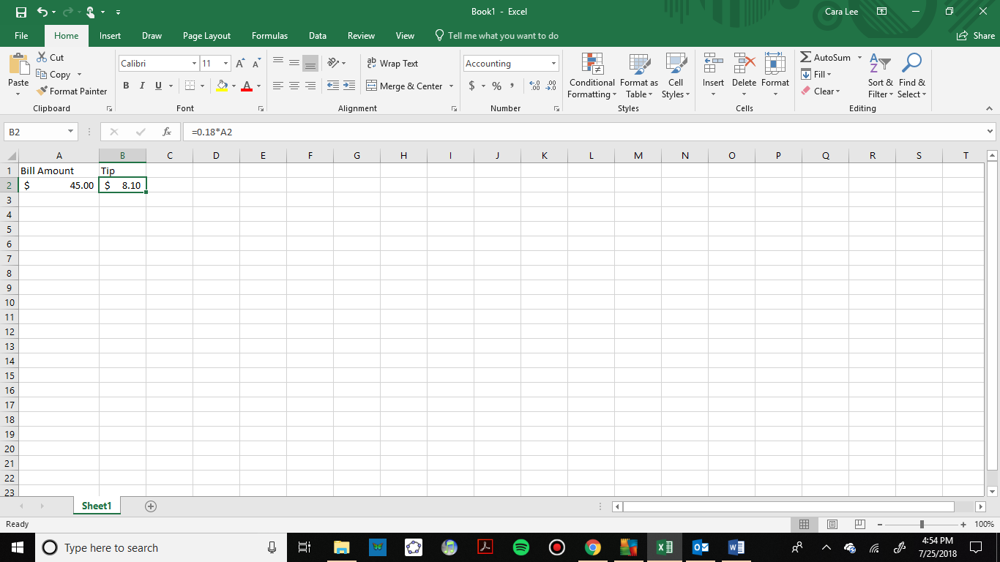 Book1 - Excel
Cara Lee
File Home Insert Draw Page Layout Formulas Data Review View Tell me what you want to do Share
Paste
Cut
Copy
Format Painter
Clipboard
Calibri 11
B I U
Font
Wrap Text
Merge & Center
Alignment
Accounting
$ % ,
Number
Conditional Formatting
Format as Table
Cell Styles
Styles
Insert Delete Format
Cells
AutoSum
Fill
Clear
Sort & Filter
Find & Select
Editing
B2 fx =0.18*A2
A B C D E F G H I J K L M N O P Q R S T
1 Bill Amount Tip
2 $ 45.00 $ 8.10
3
4
5
6
7
8
9
10
11
12
13
14
15
16
17
18
19
20
21
22
23
Sheet1
Ready
100%
Type here to search
4:54 PM
7/25/2018